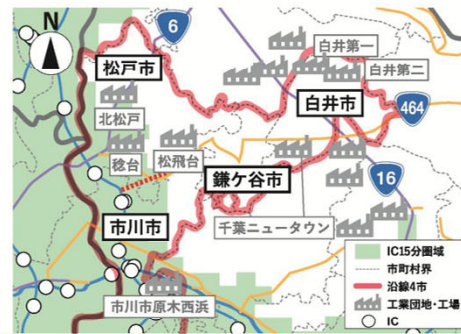 N
6
松戸市
白井第一
白井第二
白井市
464
北松戸
稔台
松飛台
鎌ケ谷市
16
市川市
千葉ニュータウン
市川市原木西浜
IC15分圏域
市町村界
沿線4市
工業団地・工場
IC